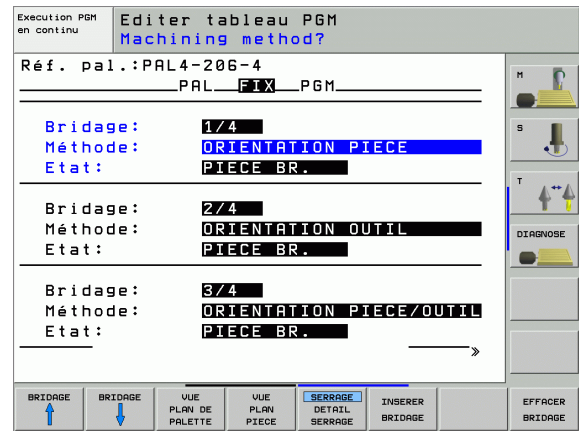 Execution PGM
en continu
Editer tableau PGM
Machining method?
Réf. pal.:PAL4-206-4
PAL FIX PGM
Bridage: 1/4
Méthode: ORIENTATION PIECE
Etat: PIECE BR.
Bridage: 2/4
Méthode: ORIENTATION OUTIL
Etat: PIECE BR.
Bridage: 3/4
Méthode: ORIENTATION PIECE/OUTIL
Etat: PIECE BR.
»
M
S
T
DIAGNOSE
BRIDAGE
BRIDAGE
VUE
PLAN DE
PALETTE
VUE
PLAN
PIECE
SERRAGE
DETAIL
SERRAGE
INSERER
BRIDAGE
EFFACER
BRIDAGE